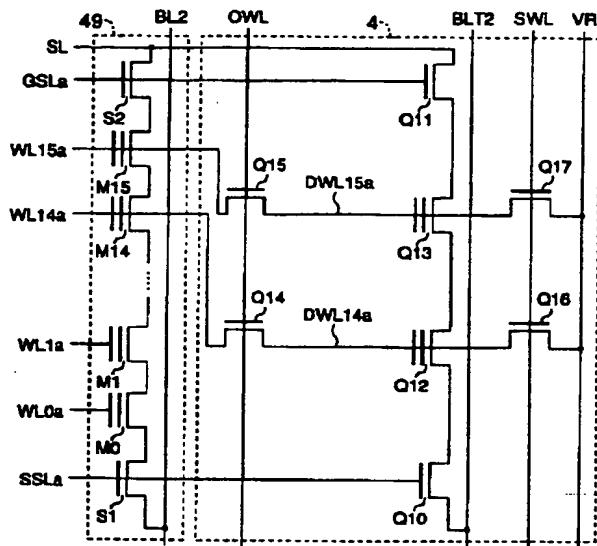 49 BL2 OWL 4 BLT2 SWL VR
SL
GSLa
S2 Q11
WL15a Q15 DWL15a Q17
M15
WL14a
M14 Q13
Q14 DWL14a Q16
WL1a
M1 Q12
WL0a
M0
SSLa
S1 Q10